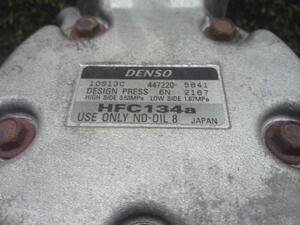 DENSO
10S13C 447220-5841
DESIGN PRESS 6N 2167
HIGH SIDE 3.53MPa LOW SIDE 1.67MPa
HFC134a
USE ONLY ND-OIL 8 JAPAN